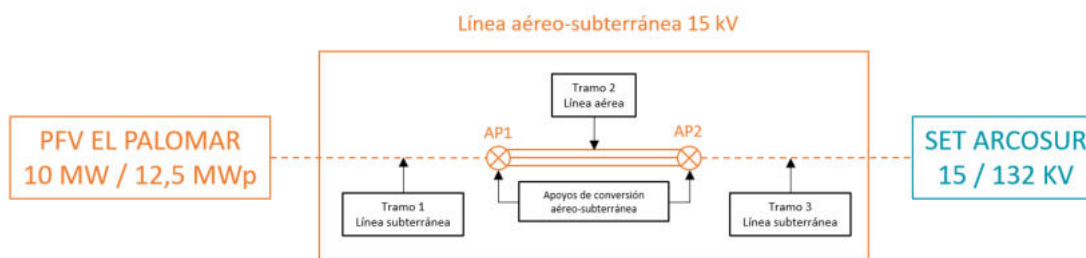 Línea aéreo-subterránea 15 kV
Tramo 2
Línea aérea
PFV EL PALOMAR
10 MW / 12,5 MWp
AP1
AP2
SET ARCOSUR
15 / 132 KV
Tramo 1
Línea subterránea
Apoyos de conversión
aéreo-subterránea
Tramo 3
Línea subterránea